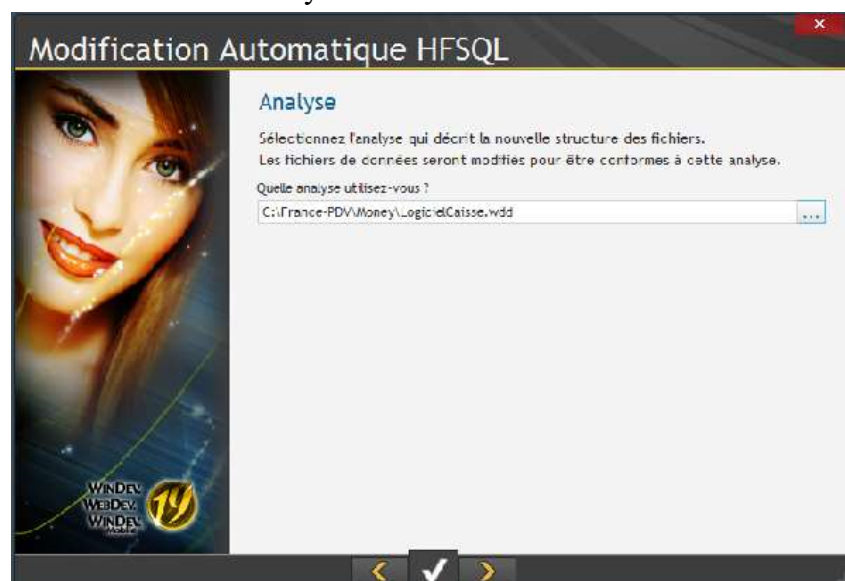 Modification Automatique HFSQL
Analyse
Sélectionnez l'analyse qui décrit la nouvelle structure des fichiers.
Les fichiers de données seront modifiés pour être conformes à cette analyse.
Quelle analyse utilisez-vous ?
C:\France-PDV\Money\LogicielCaisse.wdd
...
WINDEV
WEBDEV
WINDEV
Mobile
19